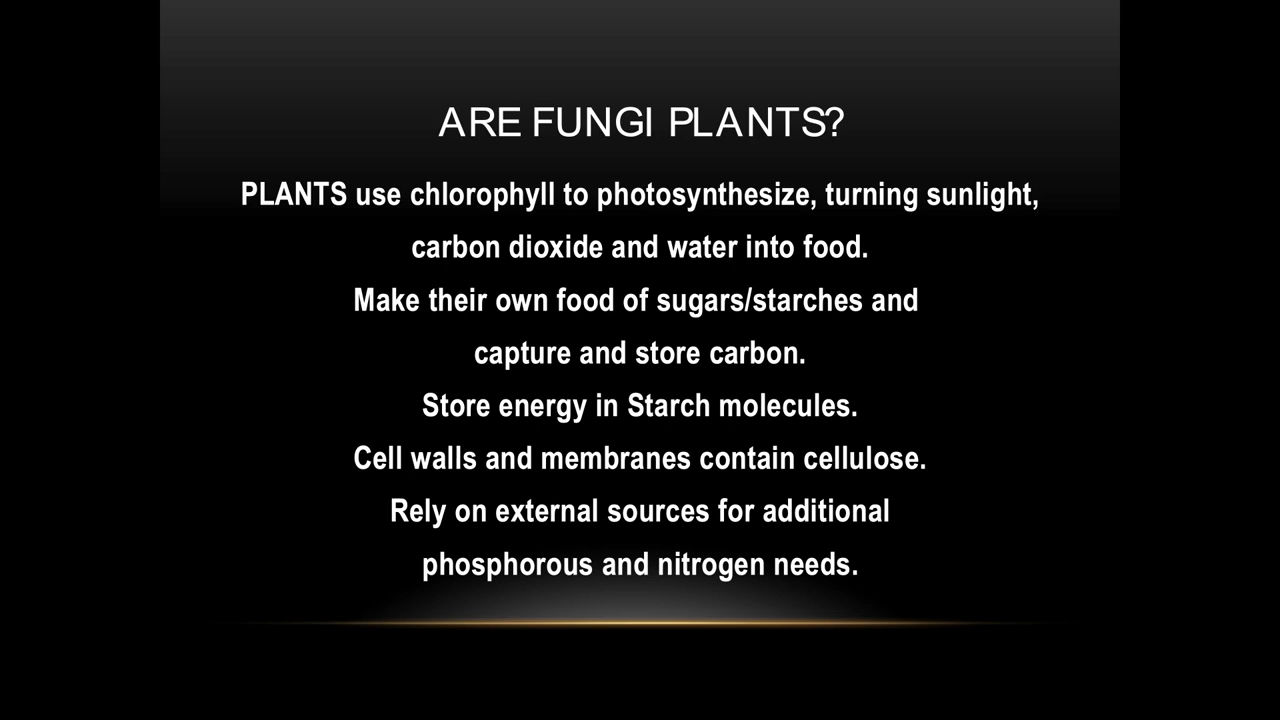 ARE FUNGI PLANTS?
PLANTS use chlorophyll to photosynthesize, turning sunlight,
carbon dioxide and water into food.
Make their own food of sugars/starches and
capture and store carbon.
Store energy in Starch molecules.
Cell walls and membranes contain cellulose.
Rely on external sources for additional
phosphorous and nitrogen needs.